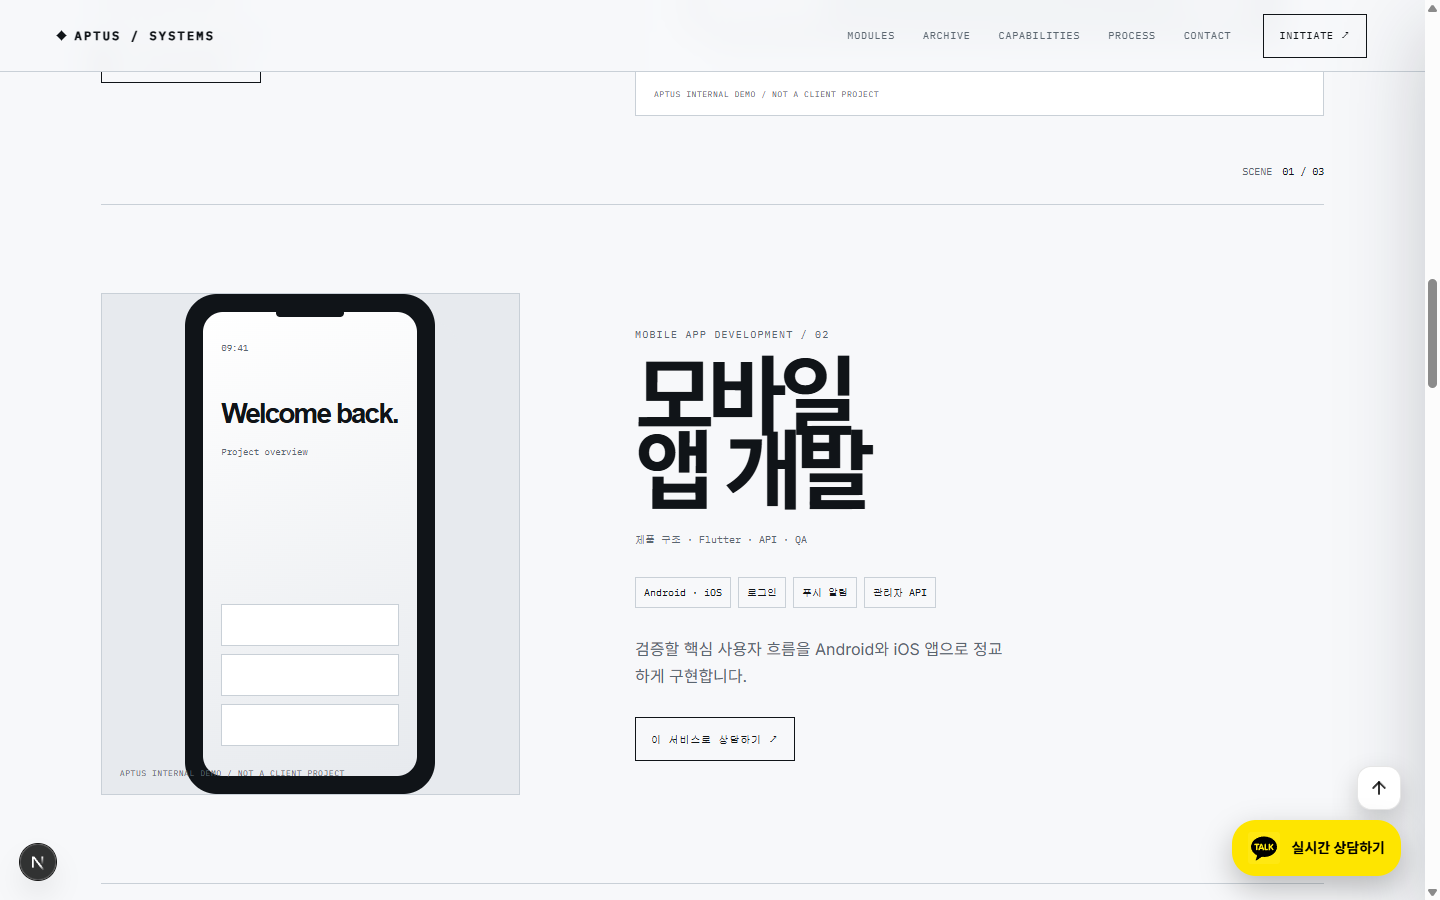 APTUS / SYSTEMS
MODULES
ARCHIVE
CAPABILITIES
PROCESS
CONTACT
INITIATE ↗
APTUS INTERNAL DEMO / NOT A CLIENT PROJECT
SCENE 01 / 03
09:41
Welcome back.
Project overview
APTUS INTERNAL DEMO / NOT A CLIENT PROJECT
MOBILE APP DEVELOPMENT / 02
모바일
앱 개발
제품 구조 · Flutter · API · QA
Android · iOS
로그인
푸시 알림
관리자 API
검증할 핵심 사용자 흐름을 Android와 iOS 앱으로 정교
하게 구현합니다.
이 서비스로 상담하기 ↗
TALK
실시간 상담하기
N